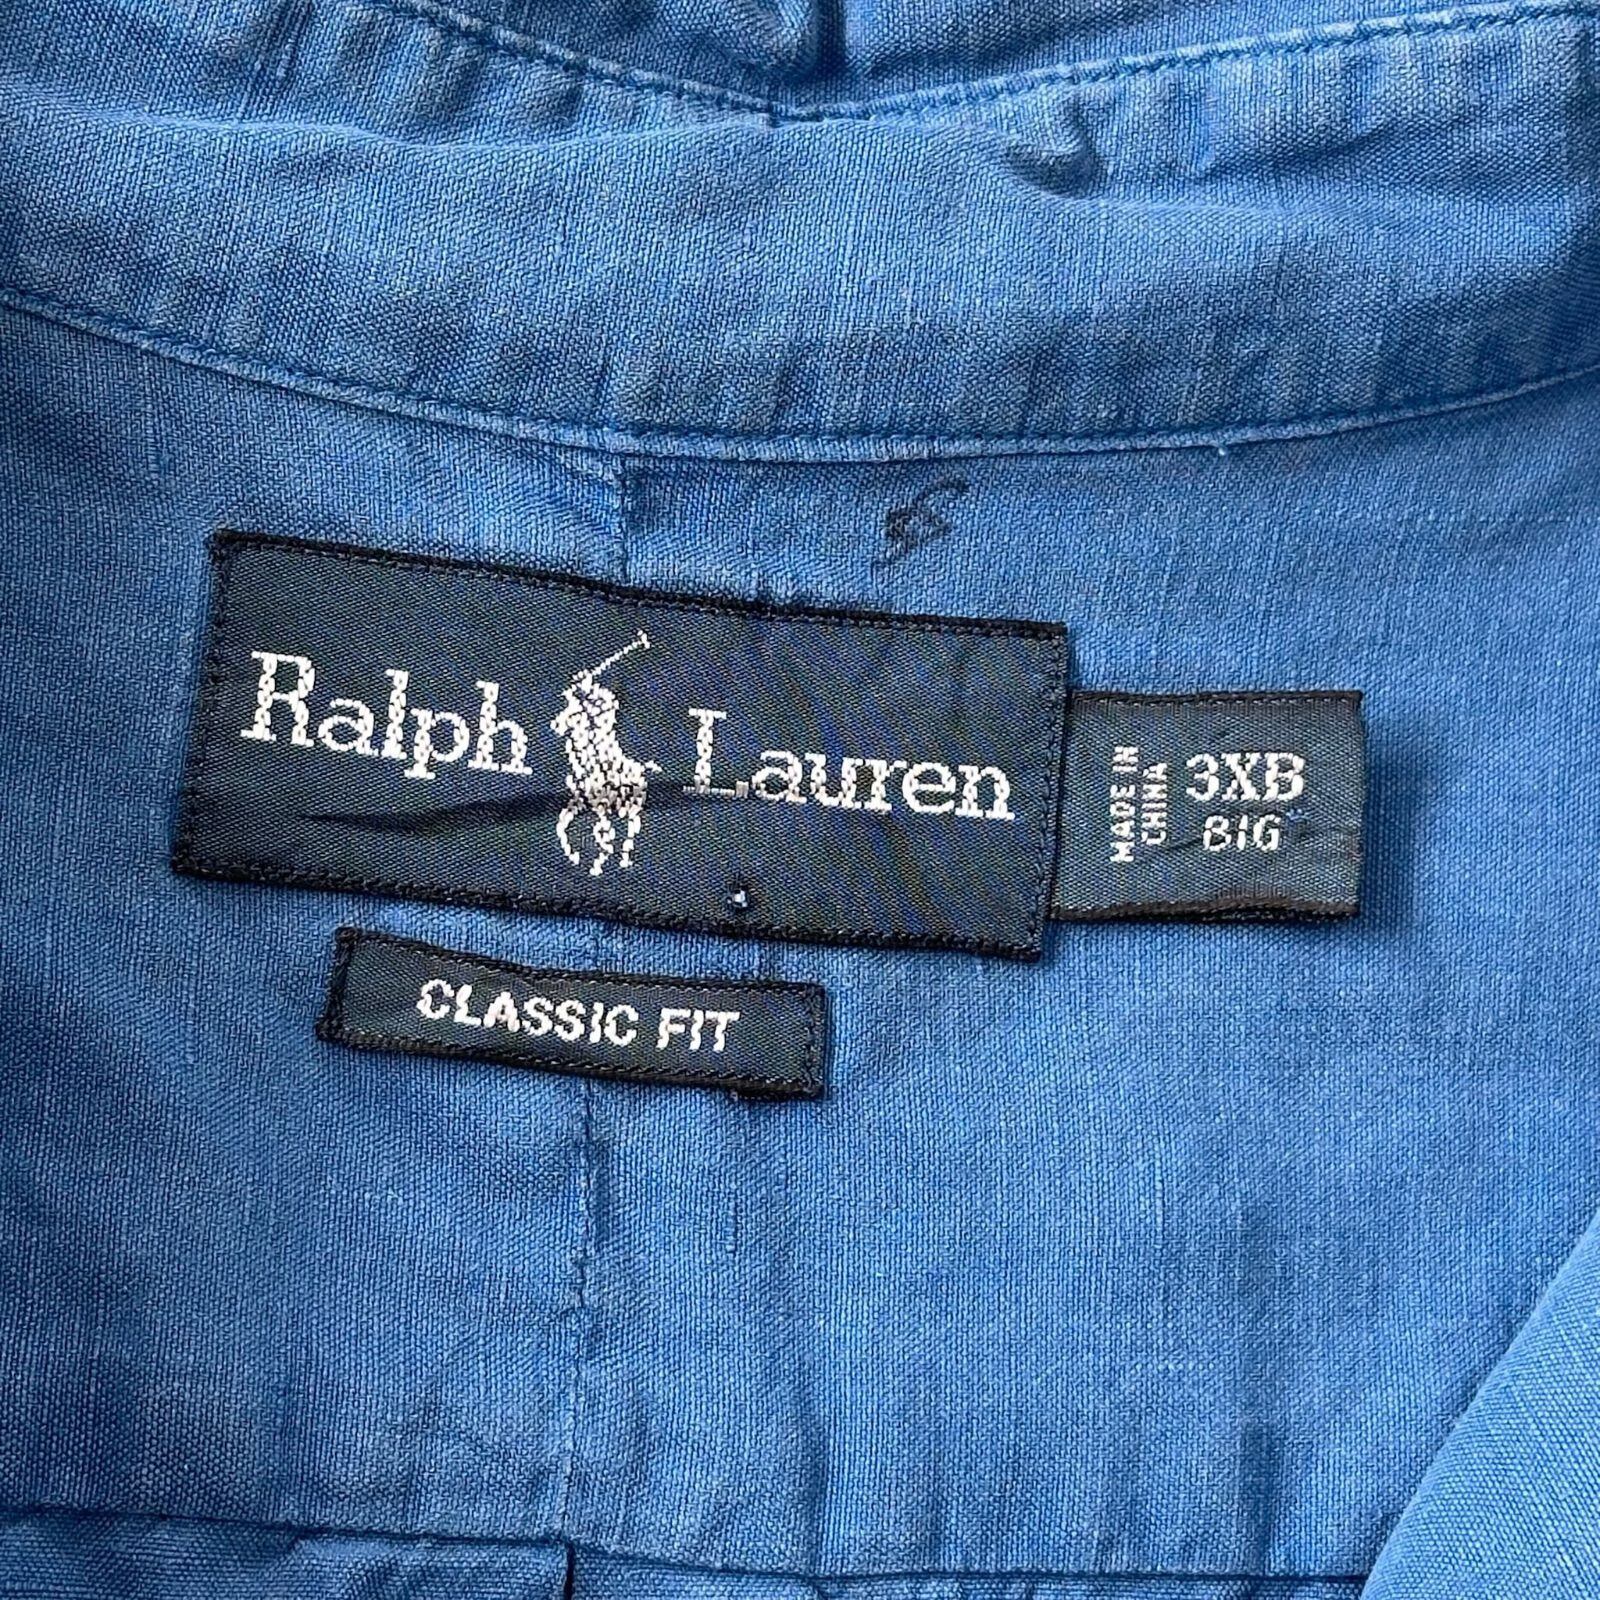 Ralph Lauren
MADE IN
CHINA
3XB
BIG
CLASSIC FIT